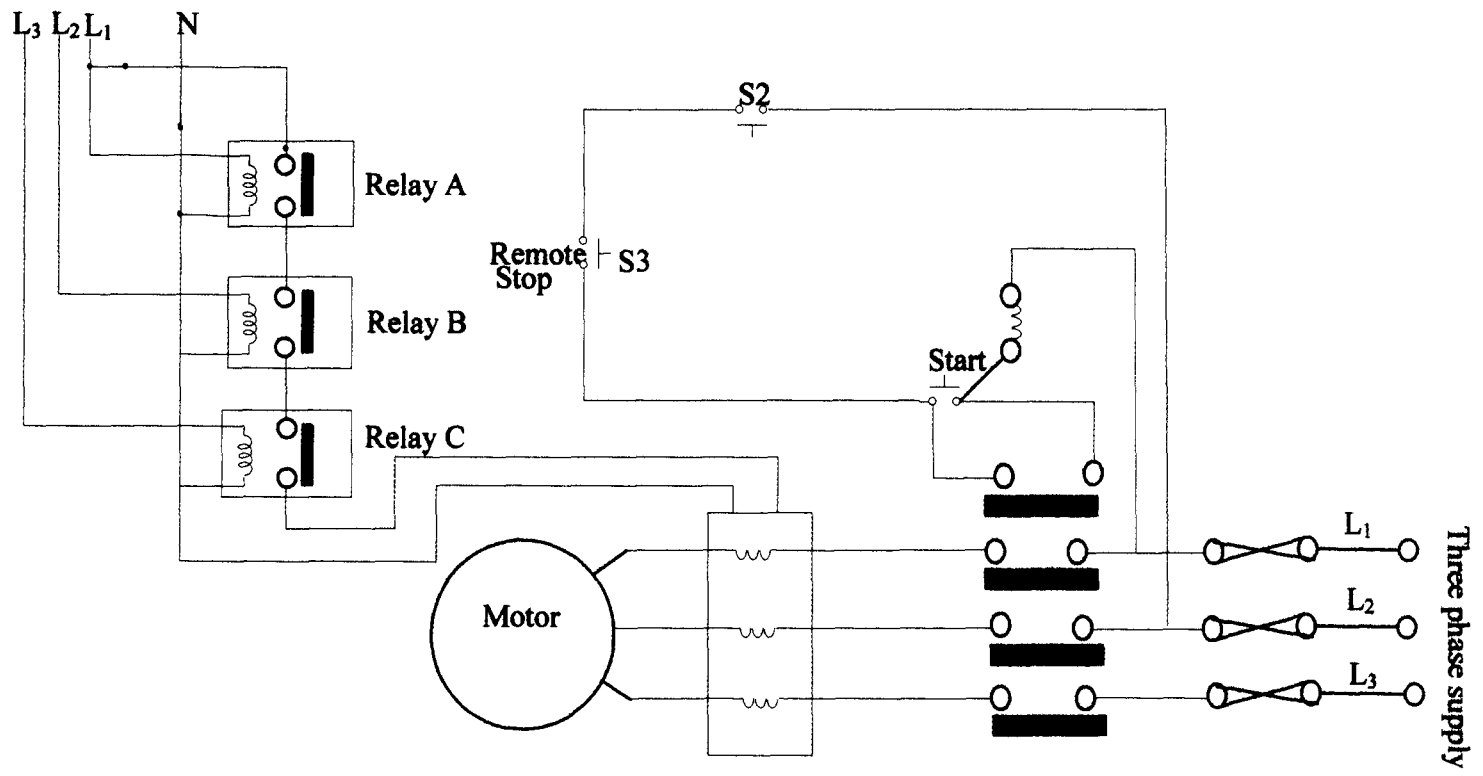 L₃ L₂ L₁ N
S2
Relay A
Remote
Stop
S3
Relay B
Start
Relay C
Motor
L₁
L₂
L₃
Three phase supply